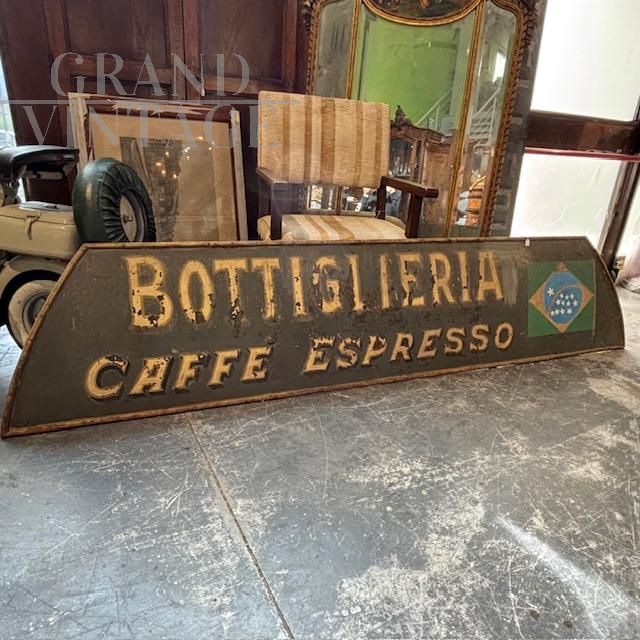 GRAND
VINTAGE
BOTTIGLIERIA
CAFFE ESPRESSO